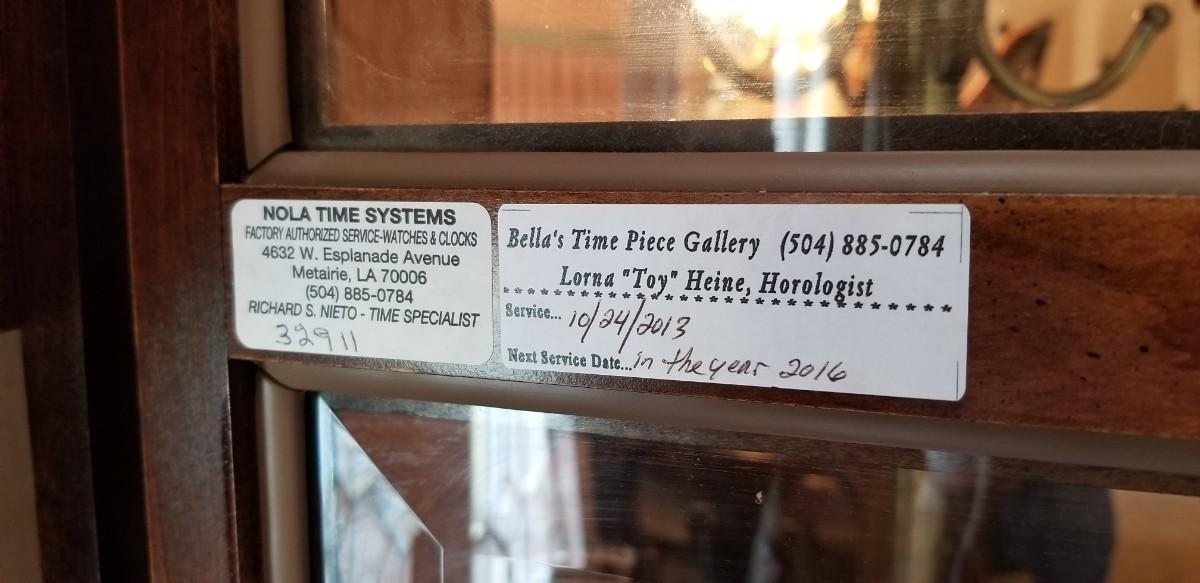 NOLA TIME SYSTEMS
FACTORY AUTHORIZED SERVICE-WATCHES & CLOCKS
4632 W. Esplanade Avenue
Metairie, LA 70006
(504) 885-0784
RICHARD S. NIETO - TIME SPECIALIST
32911
Bella's Time Piece Gallery (504) 885-0784
Lorna "Toy" Heine, Horologist
Service... 10/24/2013
Next Service Date... in the year 2016